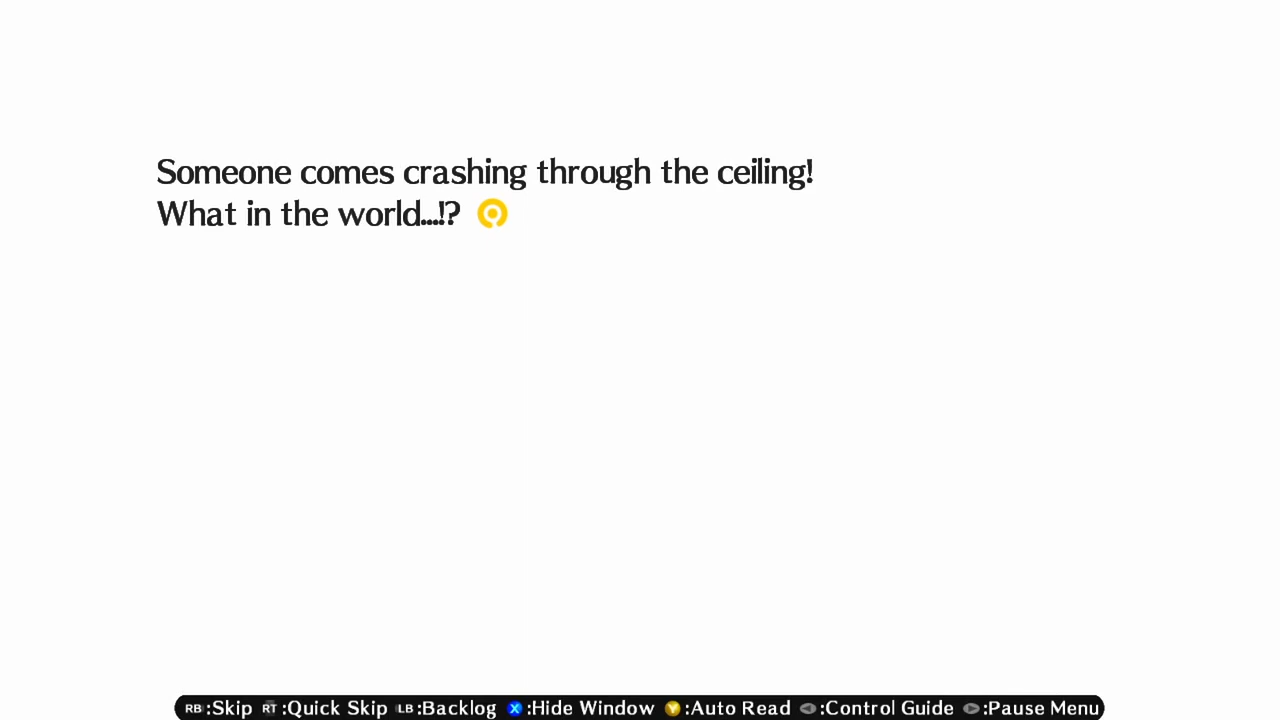 Someone comes crashing through the ceiling!
What in the world...!?
RB:Skip RT:Quick Skip LB:Backlog X:Hide Window Y:Auto Read :Control Guide :Pause Menu